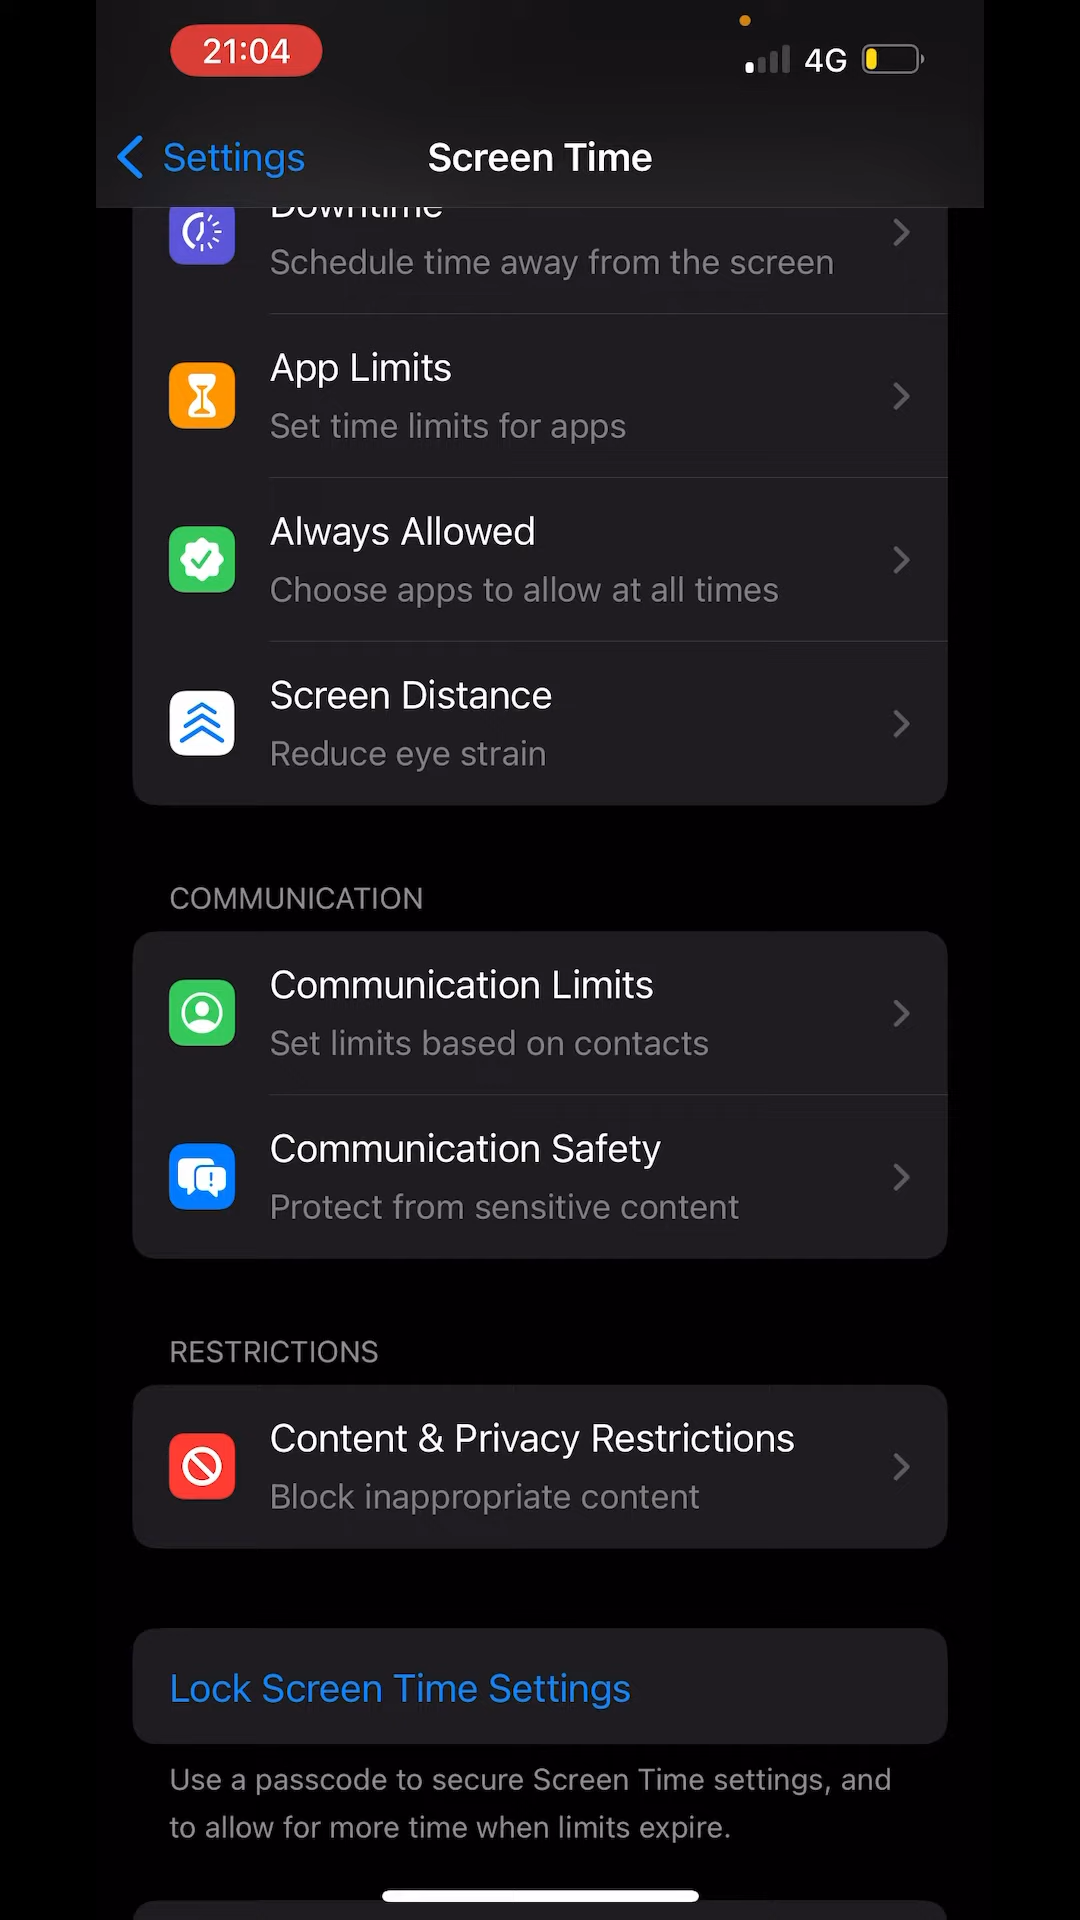 21:04
4G
Settings
Screen Time
Downtime
Schedule time away from the screen
App Limits
Set time limits for apps
Always Allowed
Choose apps to allow at all times
Screen Distance
Reduce eye strain
COMMUNICATION
Communication Limits
Set limits based on contacts
Communication Safety
Protect from sensitive content
RESTRICTIONS
Content & Privacy Restrictions
Block inappropriate content
Lock Screen Time Settings
Use a passcode to secure Screen Time settings, and
to allow for more time when limits expire.